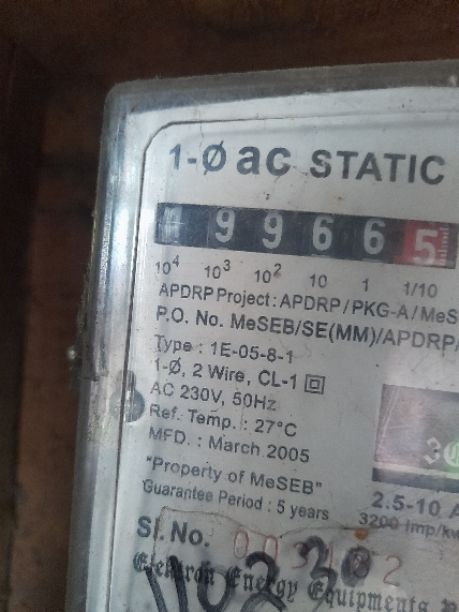 1-Ø ac STATIC
9 9 6 6 5
10⁴ 10³ 10² 10 1 1/10
APDRP Project : APDRP / PKG-A / MeS
P.O. No. MeSEB/SE(MM)/APDRP/
Type : 1E-05-8-1
1-Ø, 2 Wire, CL-1
AC 230V, 50Hz
Ref. Temp. : 27°C
MFD. : March 2005
"Property of MeSEB"
Guarantee Period : 5 years
2.5-10 A
3200 Imp/kw
Sl. No.
Elektron Energy Equipments